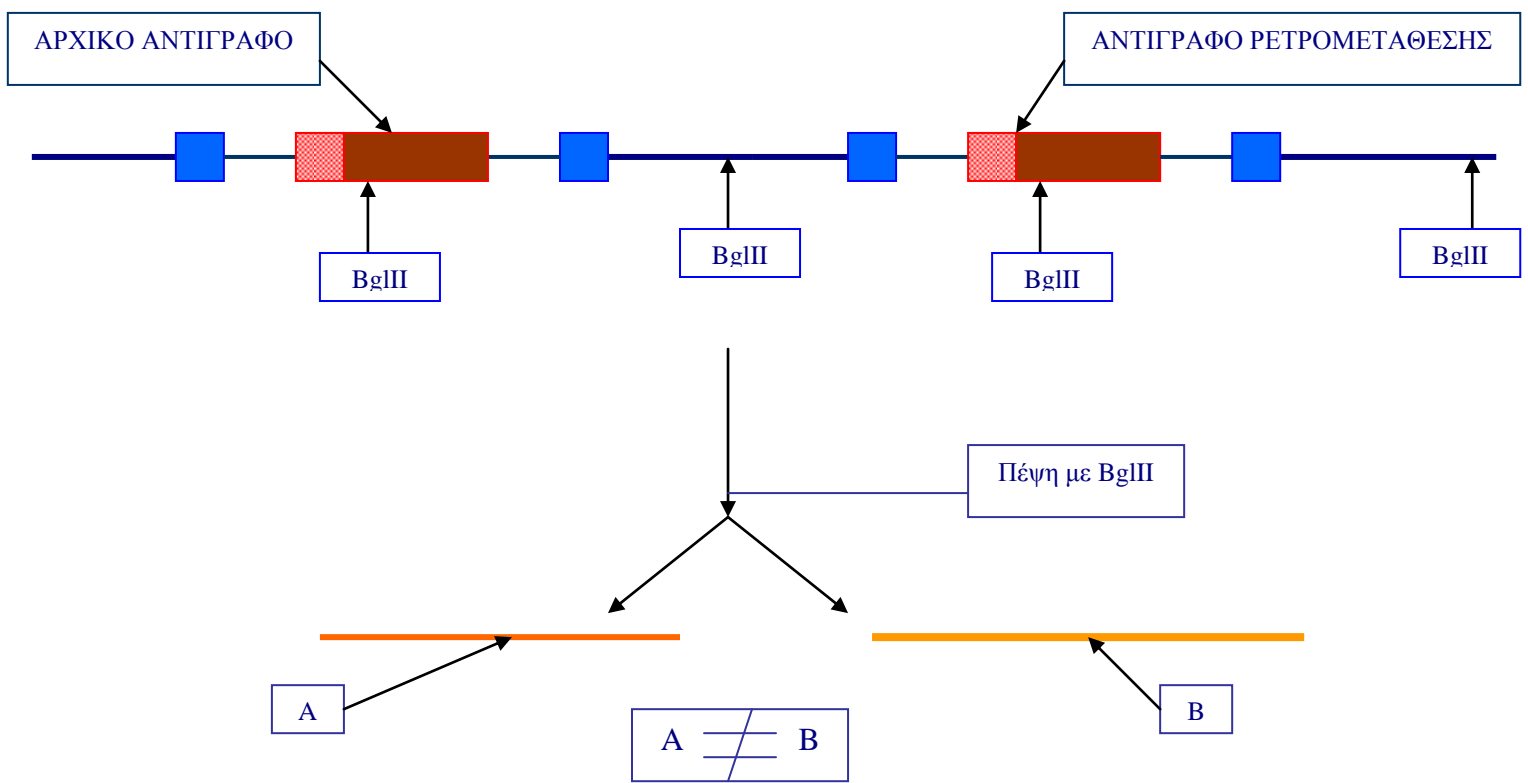 ΑΡΧΙΚΟ ΑΝΤΙΓΡΑΦΟ
ΑΝΤΙΓΡΑΦΟ ΡΕΤΡΟΜΕΤΑΘΕΣΗΣ
BglII
BglII
BglII
BglII
Πέψη με BglII
Α
Β
Α ≠ Β